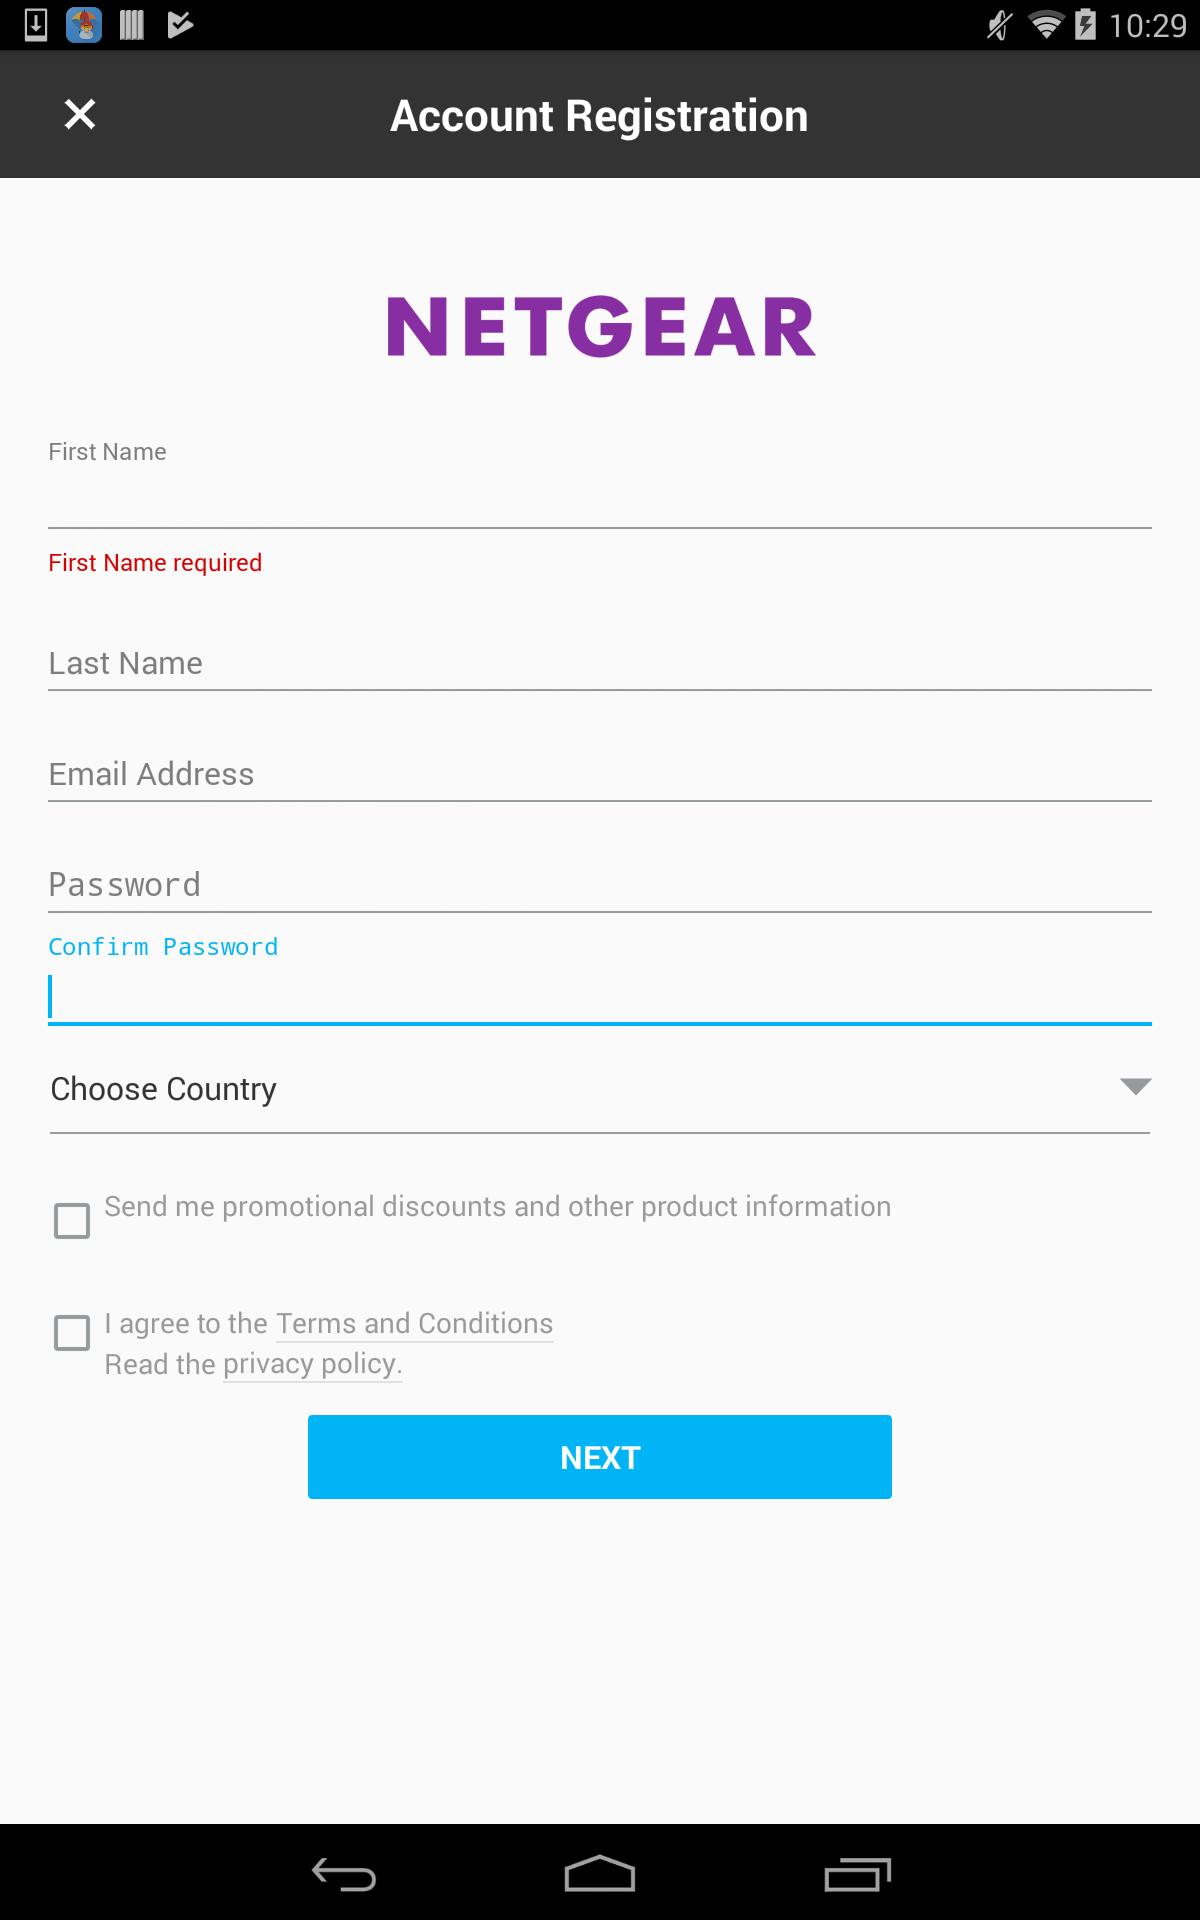 10:29
Account Registration
NETGEAR
First Name
First Name required
Last Name
Email Address
Password
Confirm Password
Choose Country
Send me promotional discounts and other product information
I agree to the Terms and Conditions
Read the privacy policy.
NEXT